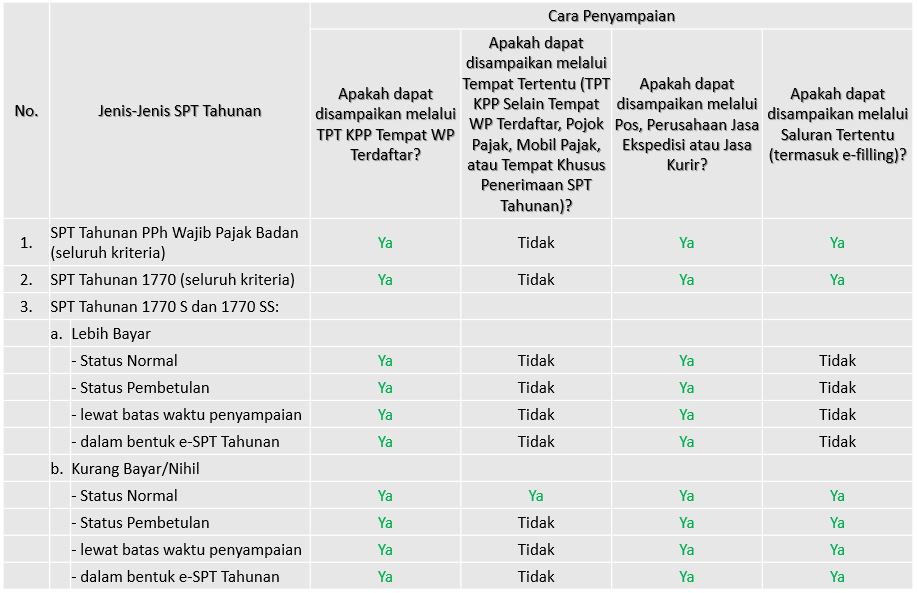 No.
Jenis-Jenis SPT Tahunan
Cara Penyampaian
Apakah dapat
disampaikan melalui
TPT KPP Tempat WP
Terdaftar?
Apakah dapat
disampaikan melalui
Tempat Tertentu (TPT
KPP Selain Tempat
WP Terdaftar, Pojok
Pajak, Mobil Pajak,
atau Tempat Khusus
Penerimaan SPT
Tahunan)?
Apakah dapat
disampaikan melalui
Pos, Perusahaan Jasa
Ekspedisi atau Jasa
Kurir?
Apakah dapat
disampaikan melalui
Saluran Tertentu
(termasuk e-filling)?
1. SPT Tahunan PPh Wajib Pajak Badan
(seluruh kriteria) Ya Tidak Ya Ya
2. SPT Tahunan 1770 (seluruh kriteria) Ya Tidak Ya Ya
3. SPT Tahunan 1770 S dan 1770 SS:
a. Lebih Bayar
- Status Normal Ya Tidak Ya Tidak
- Status Pembetulan Ya Tidak Ya Tidak
- lewat batas waktu penyampaian Ya Tidak Ya Tidak
- dalam bentuk e-SPT Tahunan Ya Tidak Ya Tidak
b. Kurang Bayar/Nihil
- Status Normal Ya Ya Ya Ya
- Status Pembetulan Ya Tidak Ya Ya
- lewat batas waktu penyampaian Ya Tidak Ya Ya
- dalam bentuk e-SPT Tahunan Ya Tidak Ya Ya